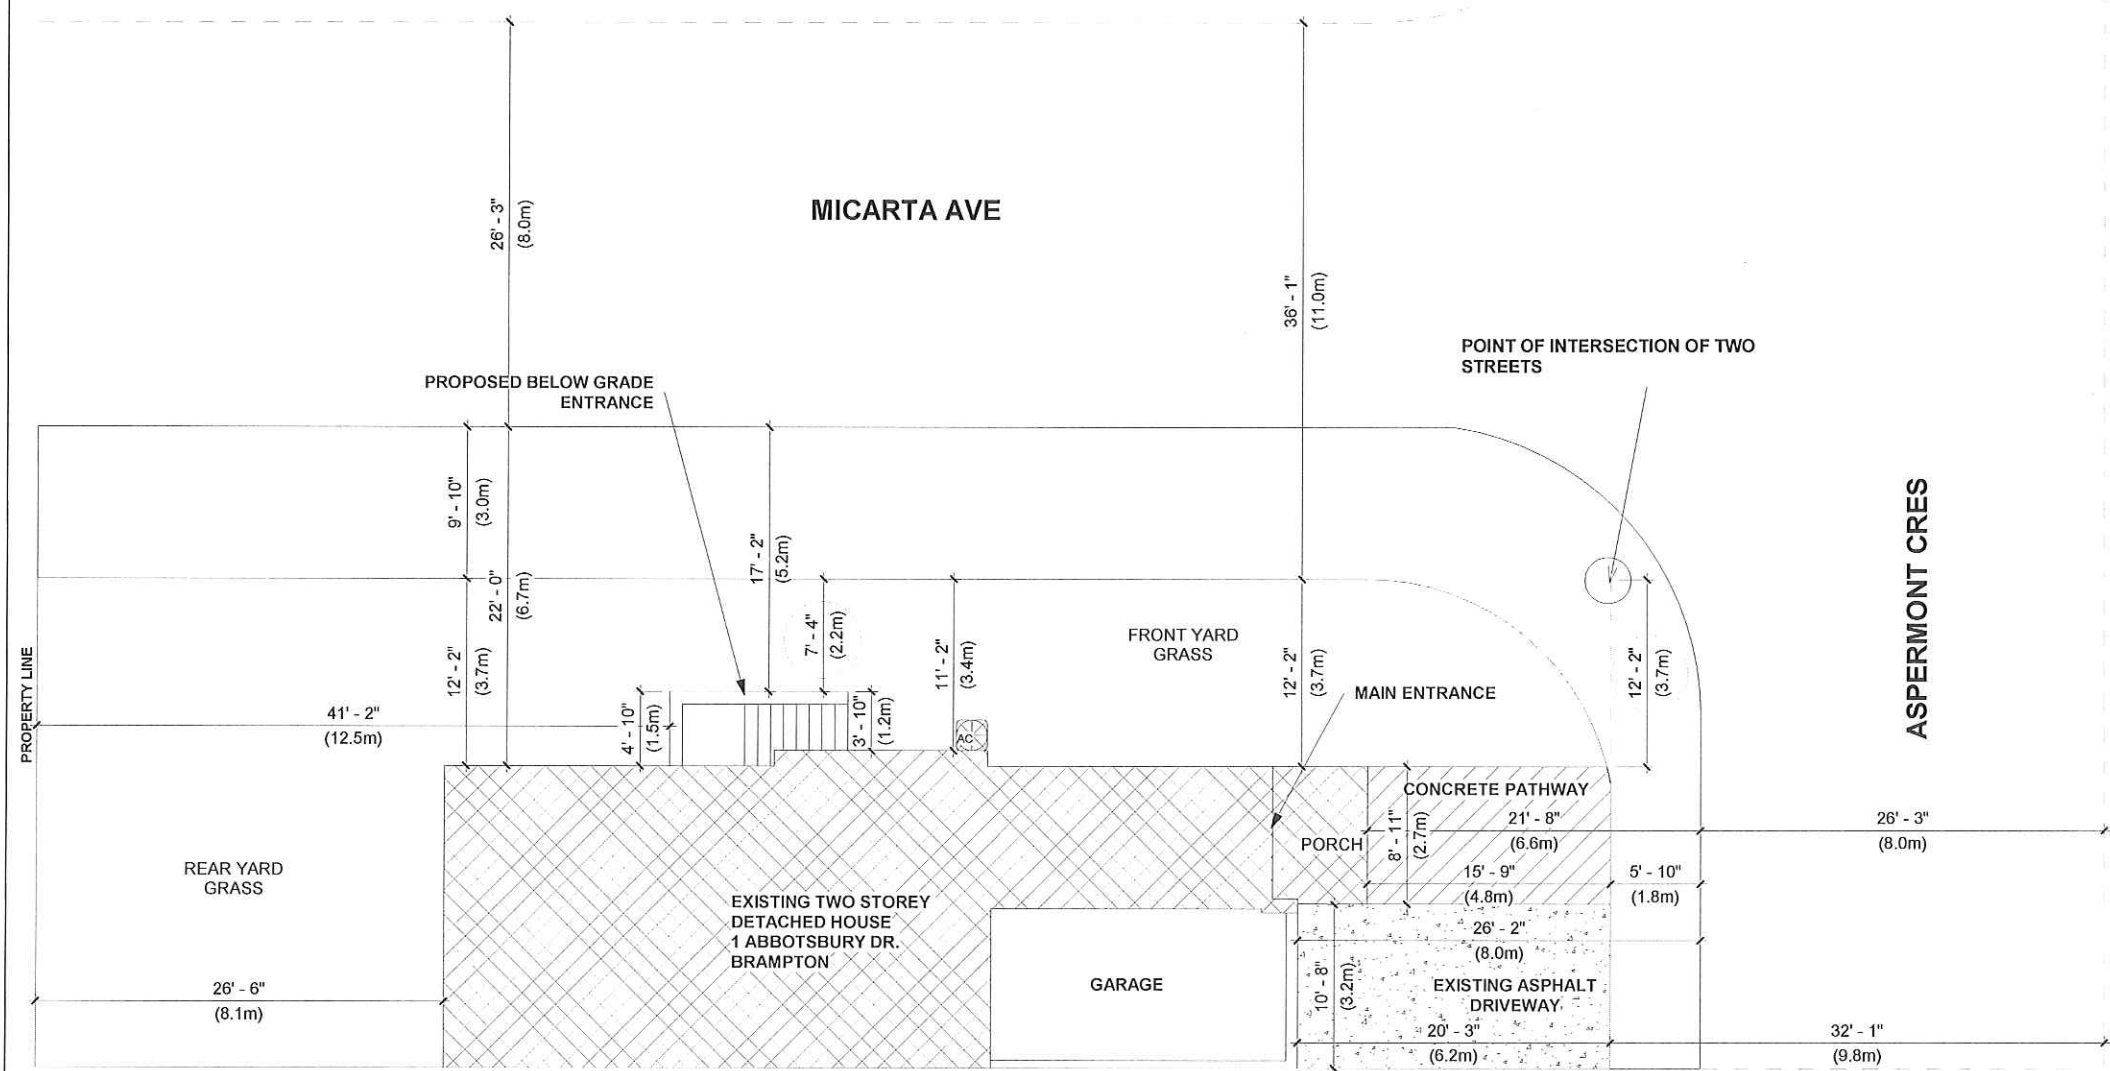 MICARTA AVE
26' - 3"
(8.0m)
36' - 1"
(11.0m)
POINT OF INTERSECTION OF TWO
STREETS
PROPOSED BELOW GRADE
ENTRANCE
9' - 10"
(3.0m)
22' - 0"
(6.7m)
17' - 2"
(5.2m)
ASPERMONT CRES
PROPERTY LINE
12' - 2"
(3.7m)
7' - 4"
(2.2m)
11' - 2"
(3.4m)
FRONT YARD
GRASS
12' - 2"
(3.7m)
12' - 2"
(3.7m)
MAIN ENTRANCE
41' - 2"
(12.5m)
4' - 10"
(1.5m)
3' - 10"
(1.2m)
AC
CONCRETE PATHWAY
21' - 8"
(6.6m)
26' - 3"
(8.0m)
PORCH
8' - 11"
(2.7m)
REAR YARD
GRASS
15' - 9"
(4.8m)
5' - 10"
(1.8m)
EXISTING TWO STOREY
DETACHED HOUSE
1 ABBOTSBURY DR.
BRAMPTON
26' - 2"
(8.0m)
GARAGE
10' - 8"
(3.2m)
EXISTING ASPHALT
DRIVEWAY
26' - 6"
(8.1m)
20' - 3"
(6.2m)
32' - 1"
(9.8m)